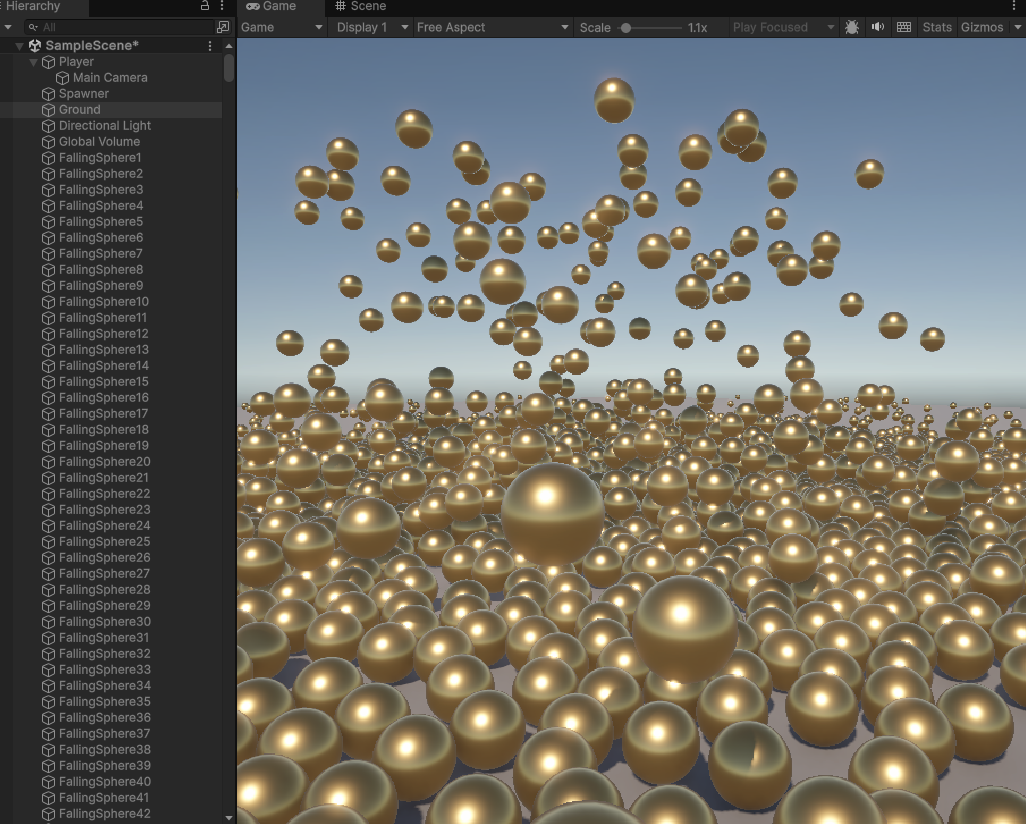 Hierarchy
Game
Scene
All
Game
Display 1
Free Aspect
Scale
1.1x
Play Focused
Stats
Gizmos
SampleScene*
Player
Main Camera
Spawner
Ground
Directional Light
Global Volume
FallingSphere1
FallingSphere2
FallingSphere3
FallingSphere4
FallingSphere5
FallingSphere6
FallingSphere7
FallingSphere8
FallingSphere9
FallingSphere10
FallingSphere11
FallingSphere12
FallingSphere13
FallingSphere14
FallingSphere15
FallingSphere16
FallingSphere17
FallingSphere18
FallingSphere19
FallingSphere20
FallingSphere21
FallingSphere22
FallingSphere23
FallingSphere24
FallingSphere25
FallingSphere26
FallingSphere27
FallingSphere28
FallingSphere29
FallingSphere30
FallingSphere31
FallingSphere32
FallingSphere33
FallingSphere34
FallingSphere35
FallingSphere36
FallingSphere37
FallingSphere38
FallingSphere39
FallingSphere40
FallingSphere41
FallingSphere42